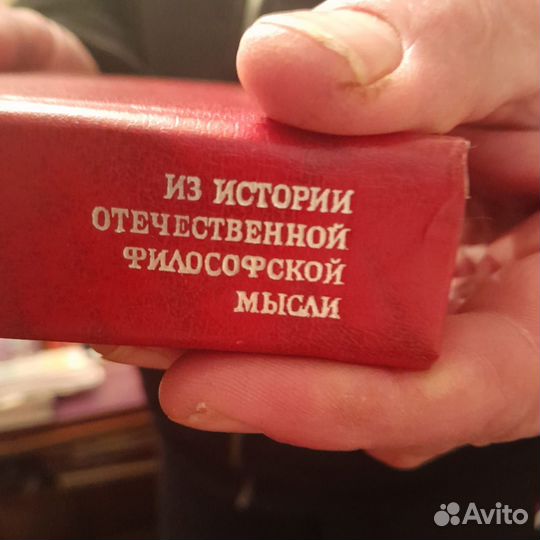 ИЗ ИСТОРИИ
ОТЕЧЕСТВЕННОЙ
ФИЛОСОФСКОЙ
МЫСЛИ
Avito